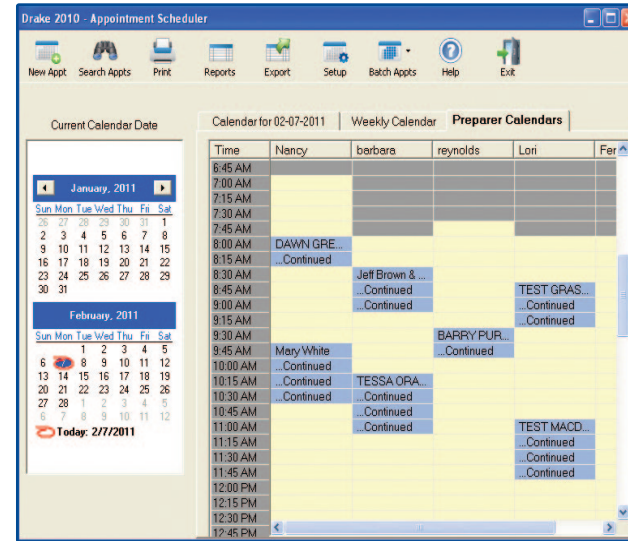 Drake 2010 - Appointment Scheduler
New Appt Search Appts Print Reports Export Setup Batch Appts Help Exit
Current Calendar Date
Calendar for 02-07-2011 Weekly Calendar Preparer Calendars
January, 2011
Sun Mon Tue Wed Thu Fri Sat
26 27 28 29 30 31 1
2 3 4 5 6 7 8
9 10 11 12 13 14 15
16 17 18 19 20 21 22
23 24 25 26 27 28 29
30 31
February, 2011
Sun Mon Tue Wed Thu Fri Sat
1 2 3 4 5
6 7 8 9 10 11 12
13 14 15 16 17 18 19
20 21 22 23 24 25 26
27 28 1 2 3 4 5
6 7 8 9 10 11 12
Today: 2/7/2011
Time Nancy barbara reynolds Lori Fer
6:45 AM
7:00 AM
7:15 AM
7:30 AM
7:45 AM
8:00 AM DAWN GRE...
8:15 AM ...Continued
8:30 AM Jeff Brown & ...
8:45 AM ...Continued TEST GRAS...
9:00 AM ...Continued ...Continued
9:15 AM ...Continued
9:30 AM BARRY PUR...
9:45 AM Mary White ...Continued
10:00 AM ...Continued
10:15 AM ...Continued TESSA ORA...
10:30 AM ...Continued ...Continued
10:45 AM ...Continued
11:00 AM ...Continued TEST MACD...
11:15 AM ...Continued
11:30 AM ...Continued
11:45 AM ...Continued
12:00 PM
12:15 PM
12:30 PM
12:45 PM